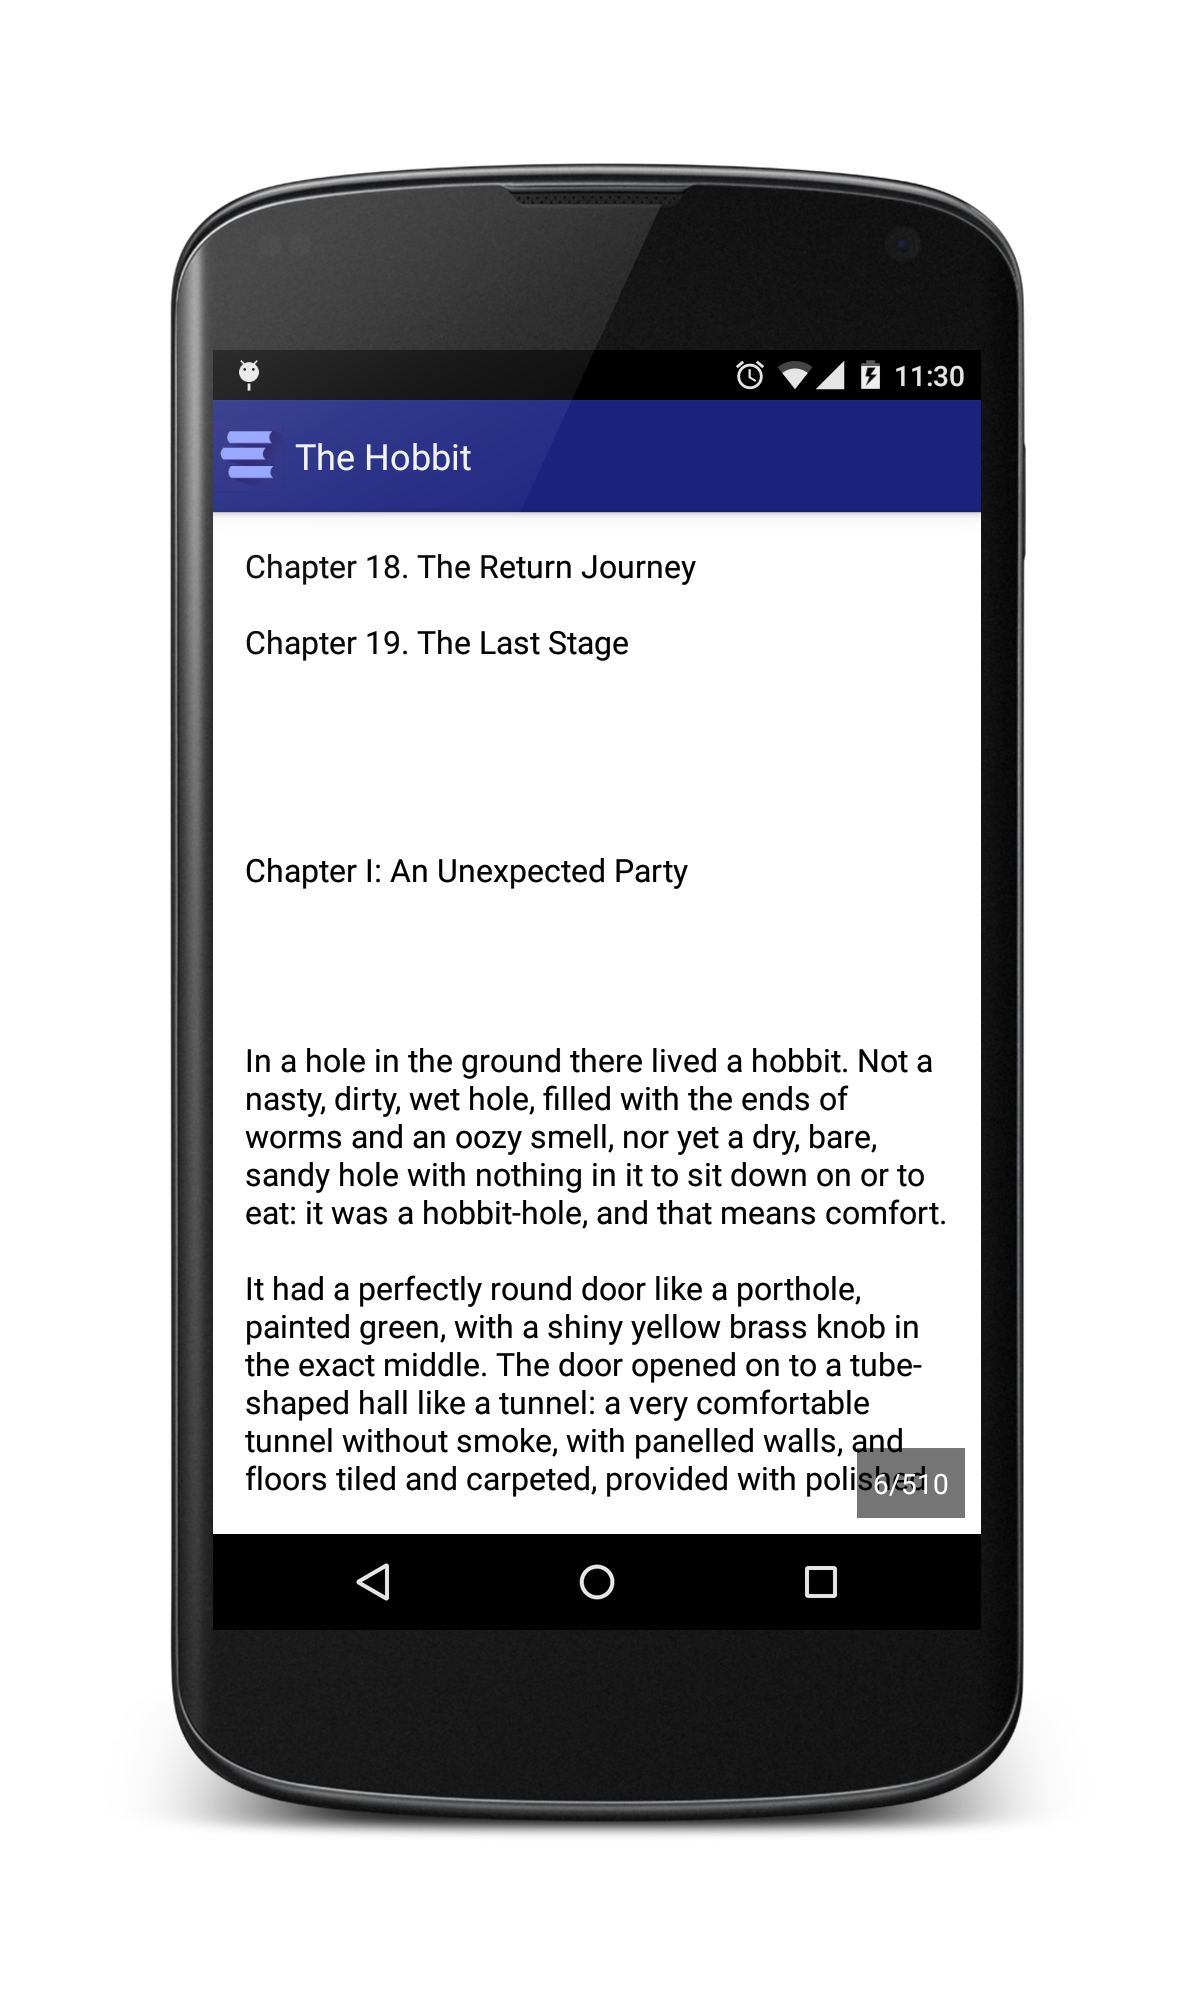 11:30
The Hobbit
Chapter 18. The Return Journey
Chapter 19. The Last Stage
Chapter I: An Unexpected Party
In a hole in the ground there lived a hobbit. Not a
nasty, dirty, wet hole, filled with the ends of
worms and an oozy smell, nor yet a dry, bare,
sandy hole with nothing in it to sit down on or to
eat: it was a hobbit-hole, and that means comfort.
It had a perfectly round door like a porthole,
painted green, with a shiny yellow brass knob in
the exact middle. The door opened on to a tube-
shaped hall like a tunnel: a very comfortable
tunnel without smoke, with panelled walls, and
floors tiled and carpeted, provided with polished
6/510